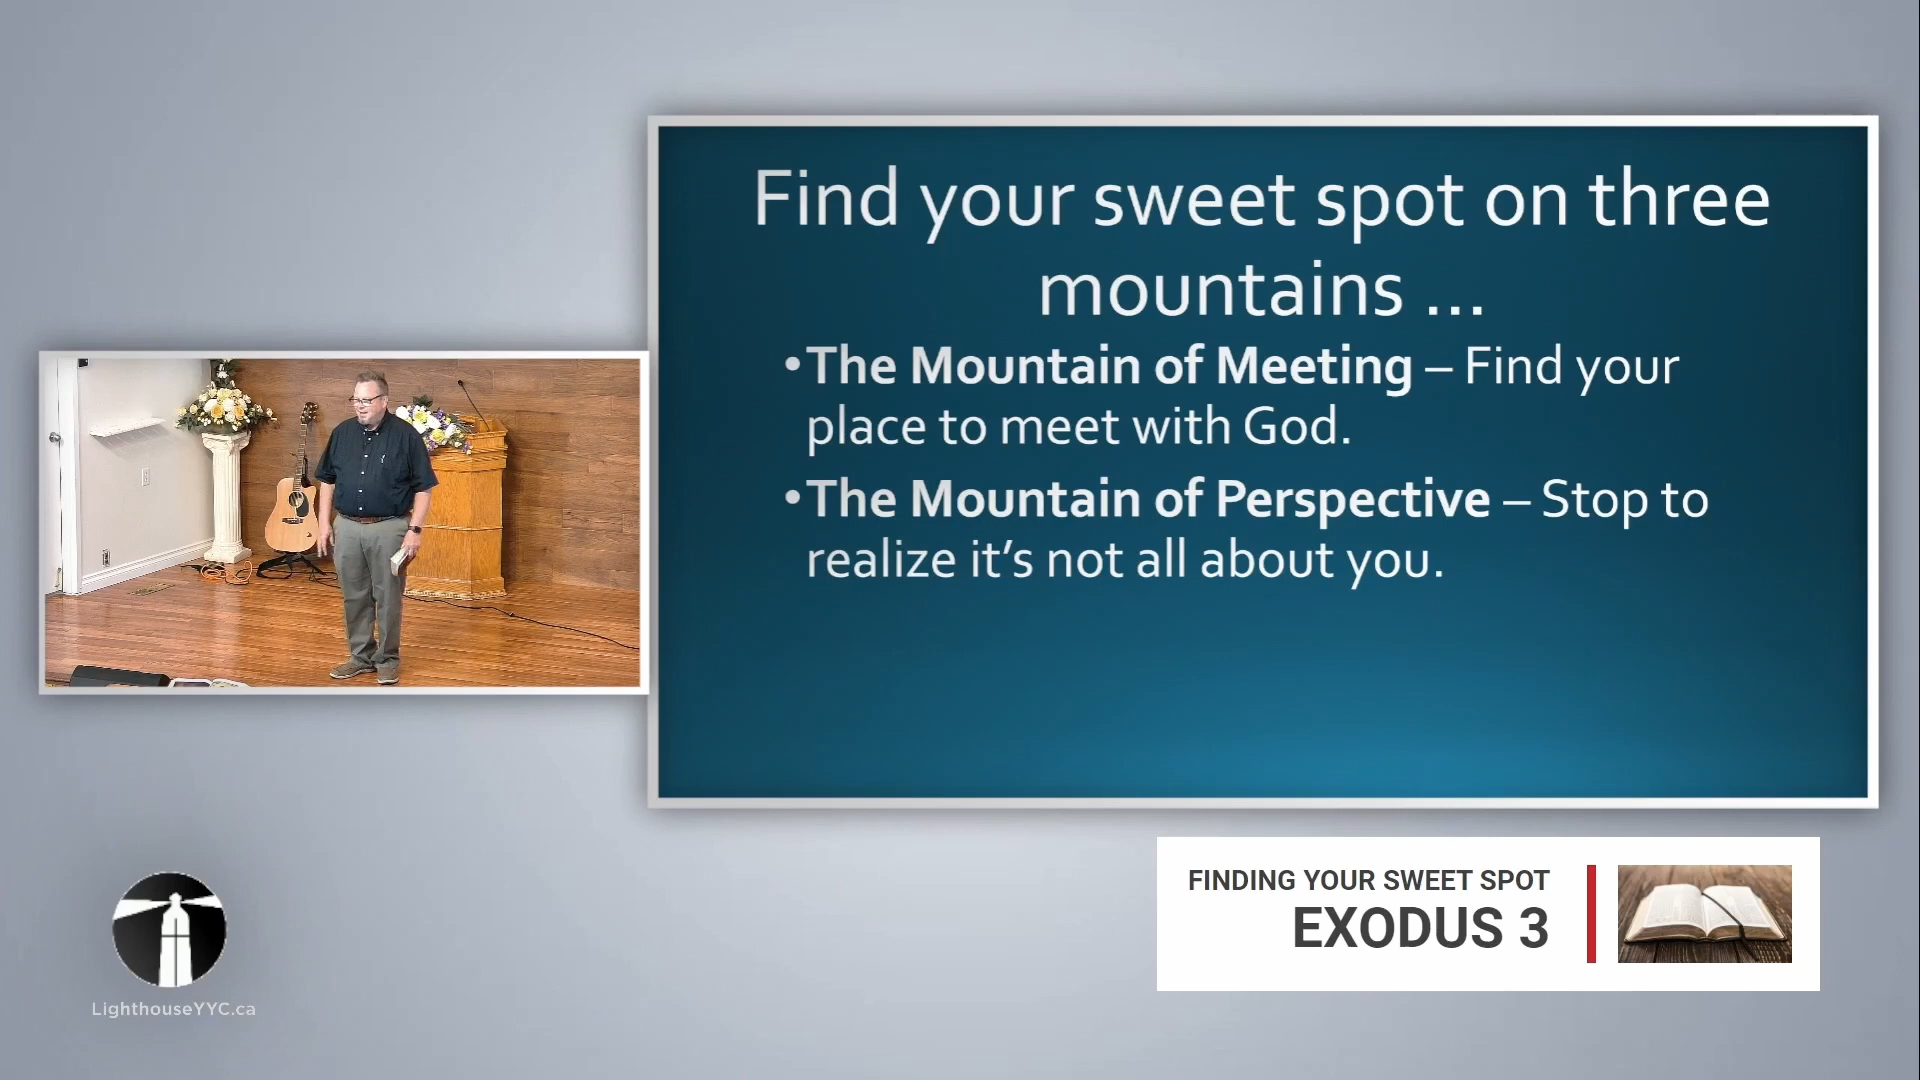 Find your sweet spot on three
mountains ...
•The Mountain of Meeting – Find your
place to meet with God.
•The Mountain of Perspective – Stop to
realize it’s not all about you.
FINDING YOUR SWEET SPOT
EXODUS 3
LighthouseYYC.ca